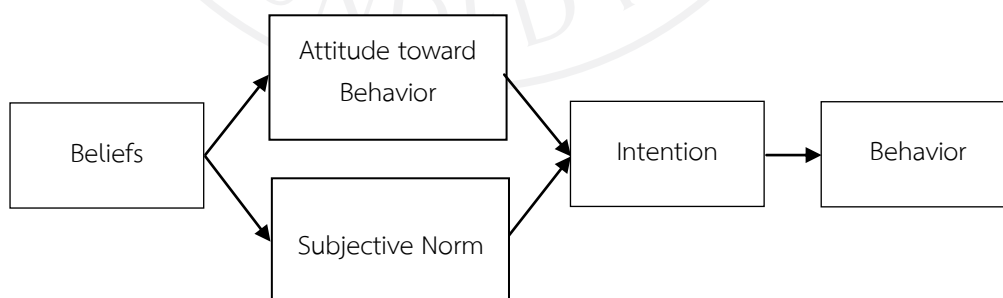 Attitude toward
Behavior
Beliefs
Intention
Behavior
Subjective Norm